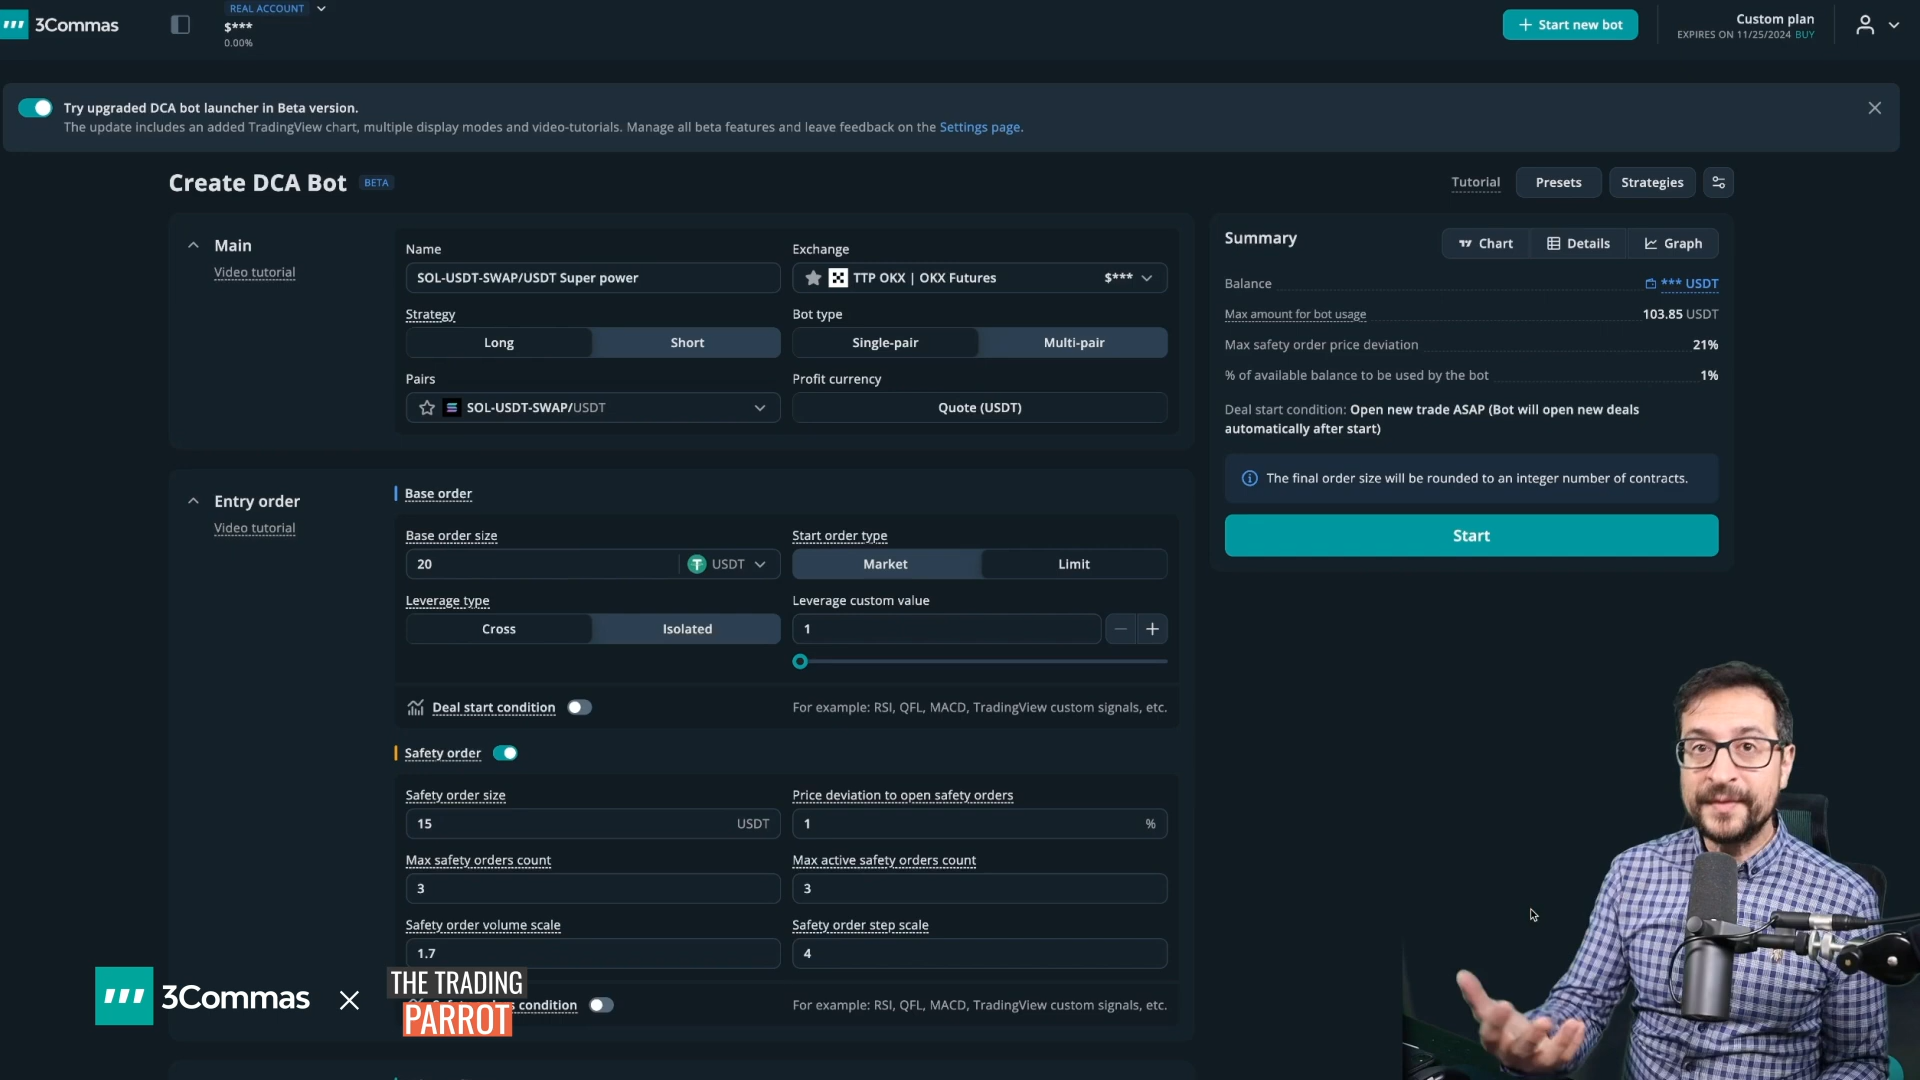 3Commas
REAL ACCOUNT
$***
0.00%
Start new bot
Custom plan
EXPIRES ON 11/25/2024 BUY
Try upgraded DCA bot launcher in Beta version.
The update includes an added TradingView chart, multiple display modes and video-tutorials. Manage all beta features and leave feedback on the Settings page.
Create DCA Bot BETA
Tutorial
Presets
Strategies
Main
Video tutorial
Name
SOL-USDT-SWAP/USDT Super power
Exchange
TTP OKX | OKX Futures $***
Strategy
Long
Short
Bot type
Single-pair
Multi-pair
Pairs
SOL-USDT-SWAP/USDT
Profit currency
Quote (USDT)
Summary
Chart
Details
Graph
Balance *** USDT
Max amount for bot usage 103.85 USDT
Max safety order price deviation 21%
% of available balance to be used by the bot 1%
Deal start condition: Open new trade ASAP (Bot will open new deals
automatically after start)
The final order size will be rounded to an integer number of contracts.
Start
Entry order
Video tutorial
Base order
Base order size
20 USDT
Start order type
Market
Limit
Leverage type
Cross
Isolated
Leverage custom value
1
Deal start condition
For example: RSI, QFL, MACD, TradingView custom signals, etc.
Safety order
Safety order size
15 USDT
Price deviation to open safety orders
1 %
Max safety orders count
3
Max active safety orders count
3
Safety order volume scale
1.7
Safety order step scale
4
condition
For example: RSI, QFL, MACD, TradingView custom signals, etc.
3Commas
THE TRADING
PARROT